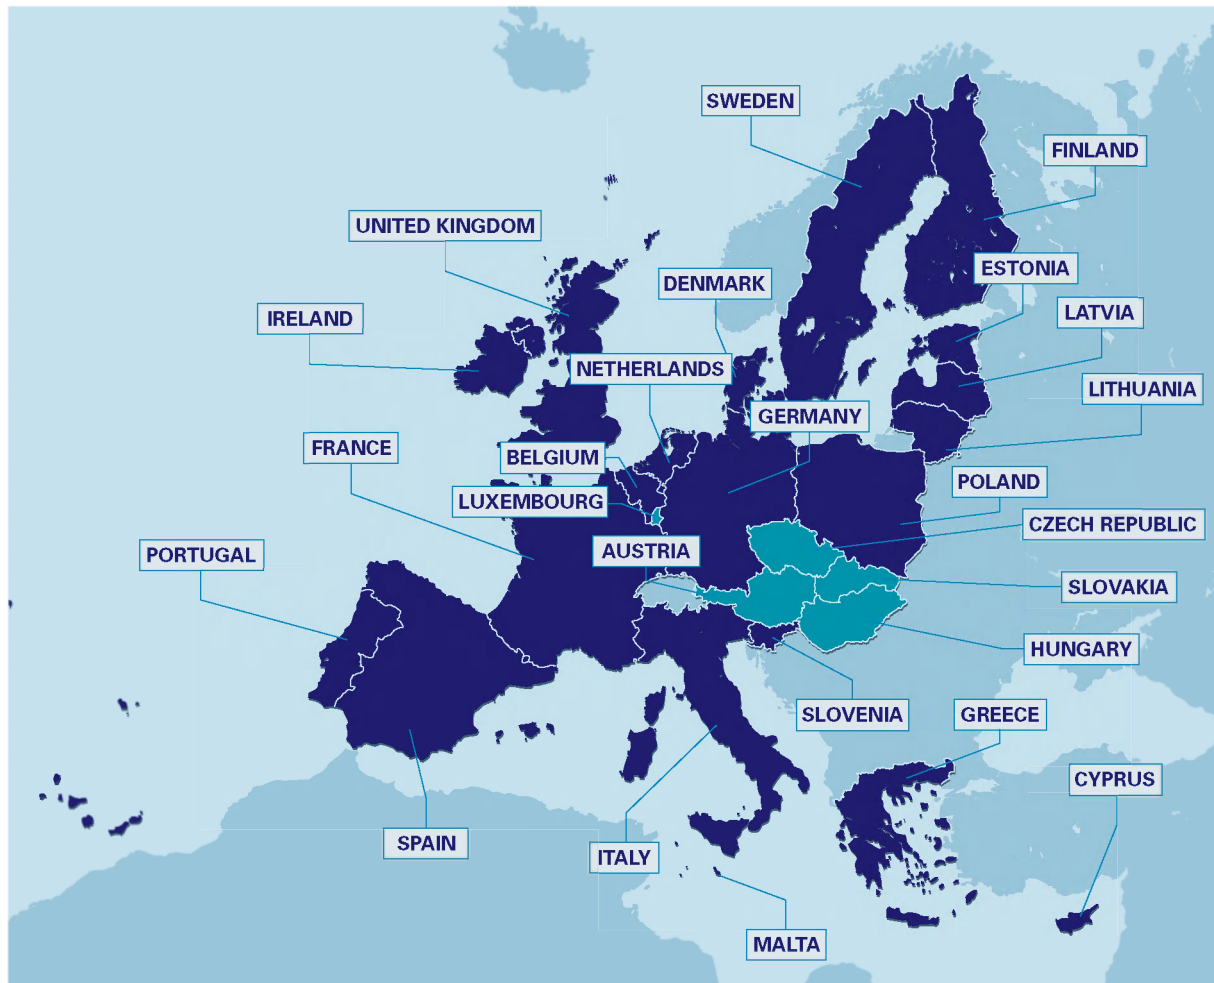 SWEDEN
FINLAND
UNITED KINGDOM
ESTONIA
DENMARK
LATVIA
IRELAND
NETHERLANDS
LITHUANIA
GERMANY
FRANCE
BELGIUM
POLAND
LUXEMBOURG
CZECH REPUBLIC
AUSTRIA
PORTUGAL
SLOVAKIA
HUNGARY
SLOVENIA
GREECE
CYPRUS
SPAIN
ITALY
MALTA